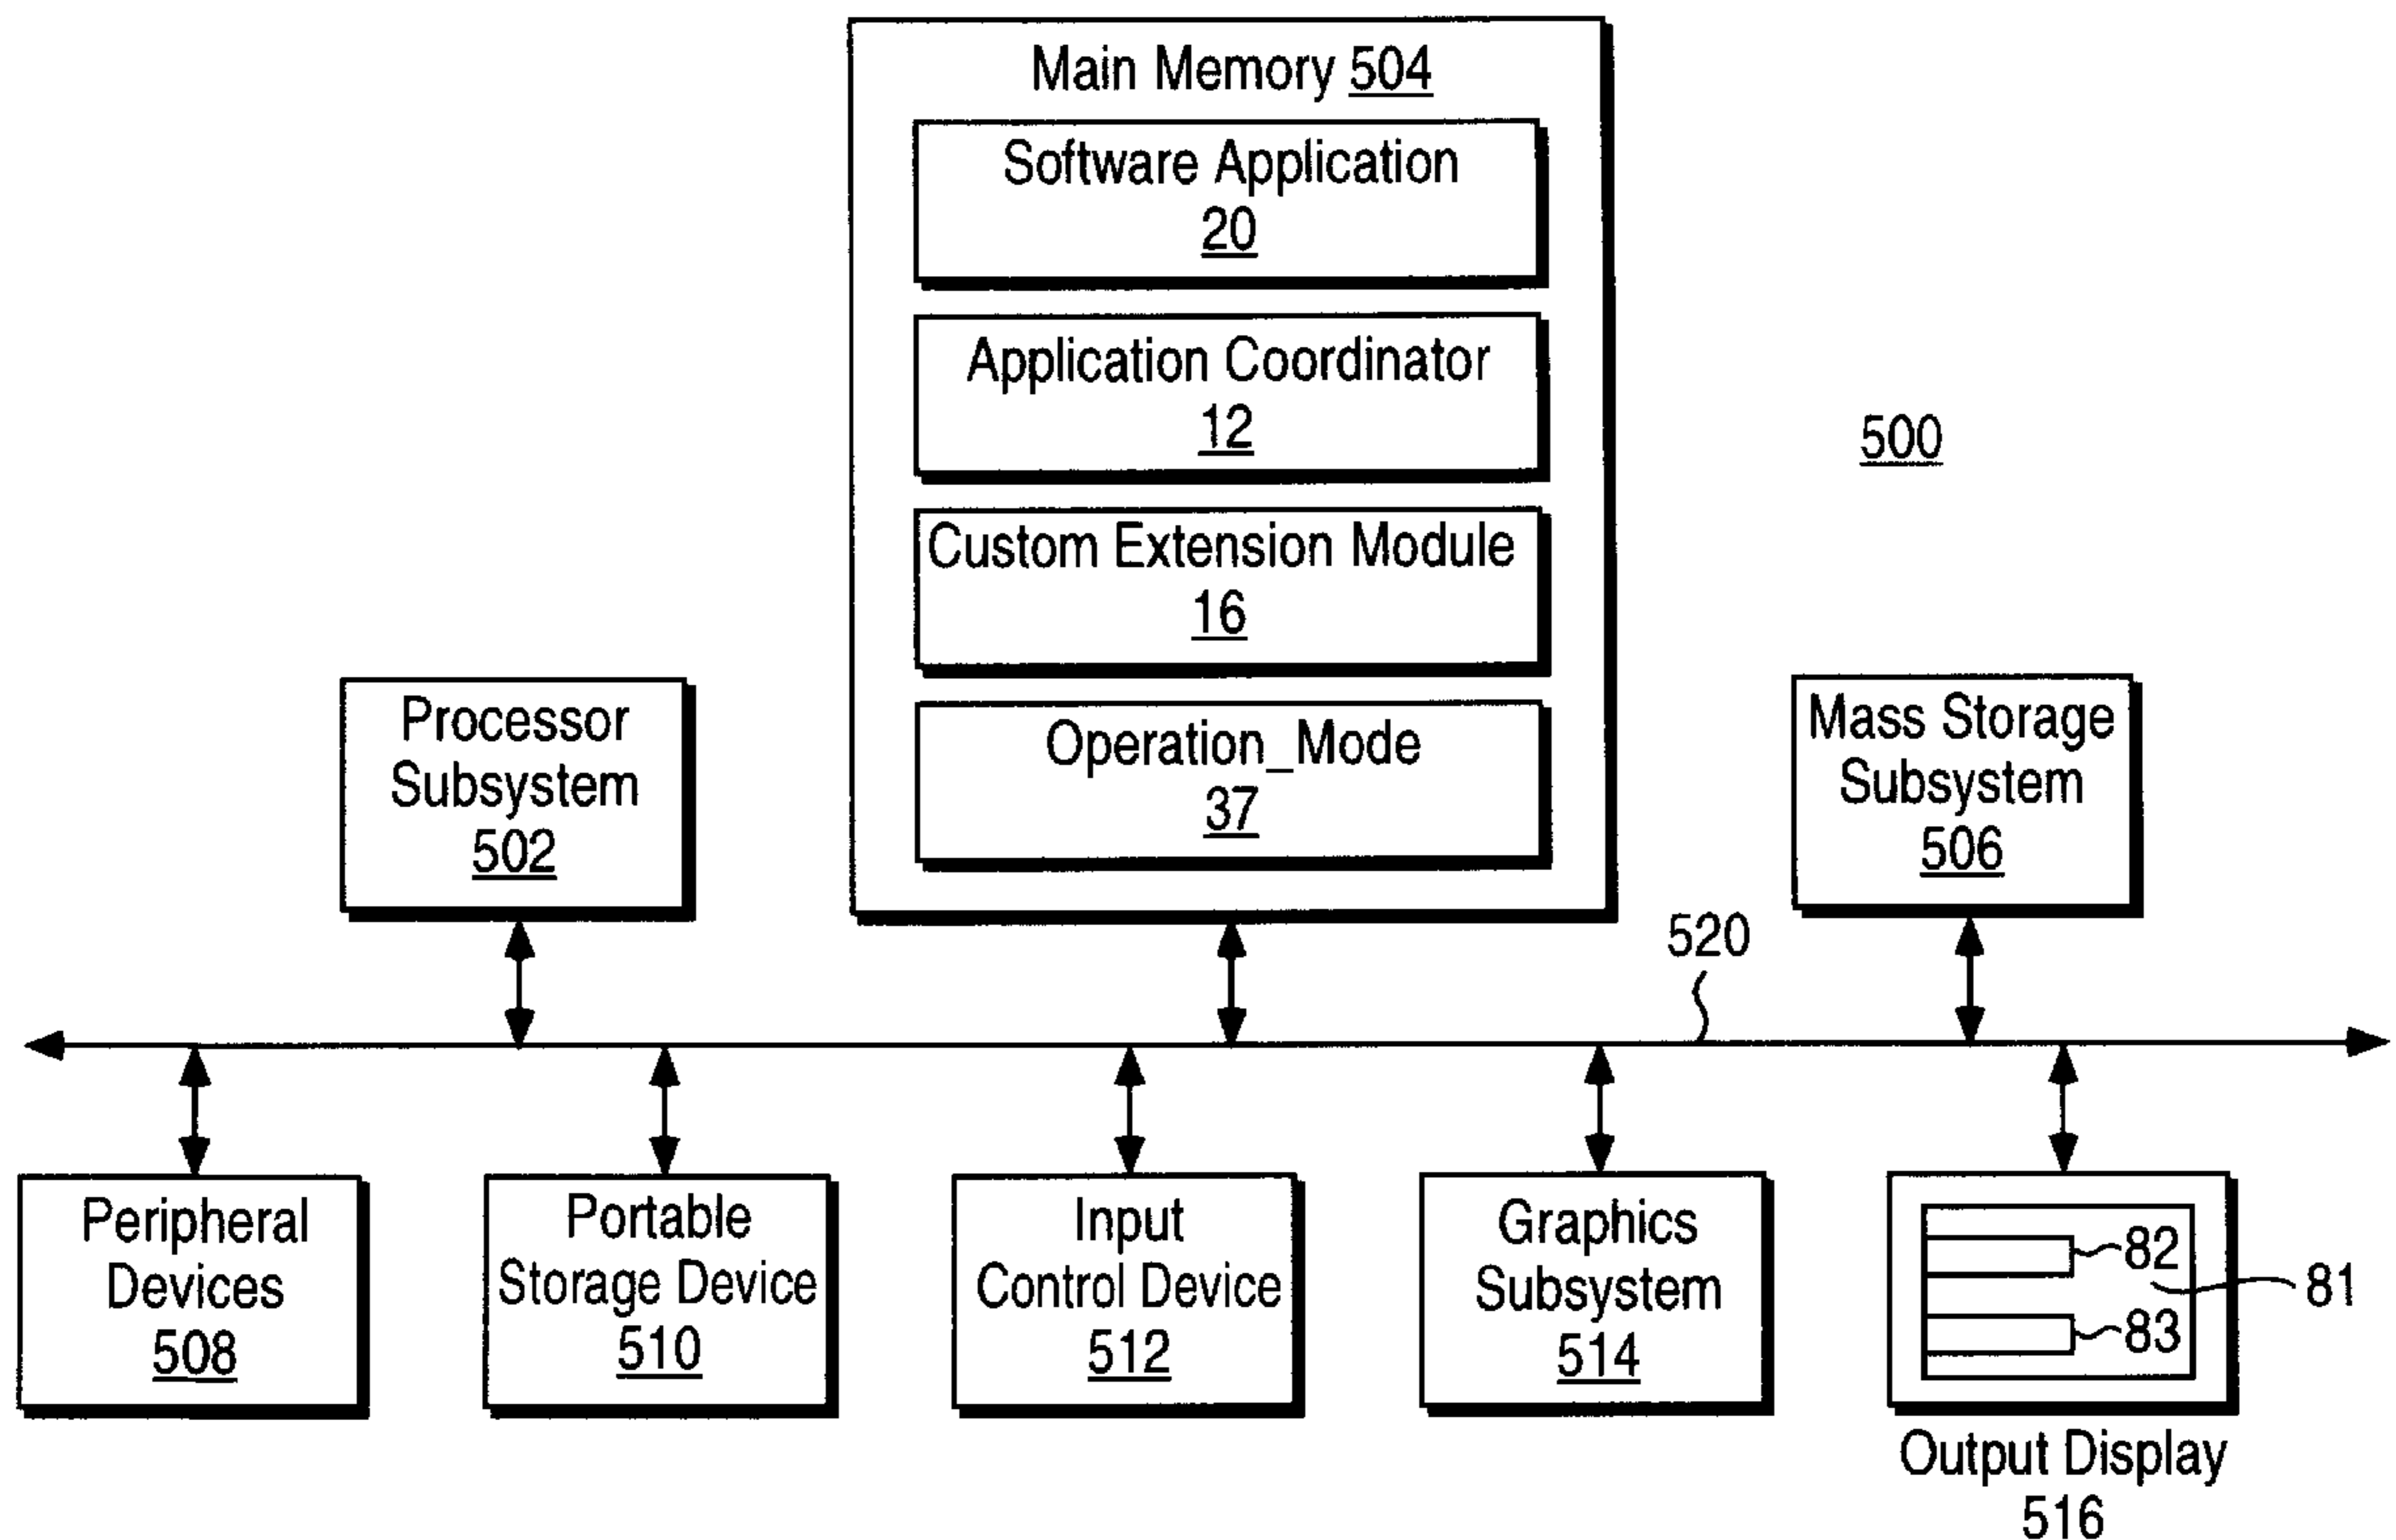 Main Memory 504
Software Application
20
Application Coordinator
12
500
Custom Extension Module
16
Operation_Mode
37
Processor
Subsystem
502
Mass Storage
Subsystem
506
520
Peripheral
Devices
508
Portable
Storage Device
510
Input
Control Device
512
Graphics
Subsystem
514
82
81
83
Output Display
516